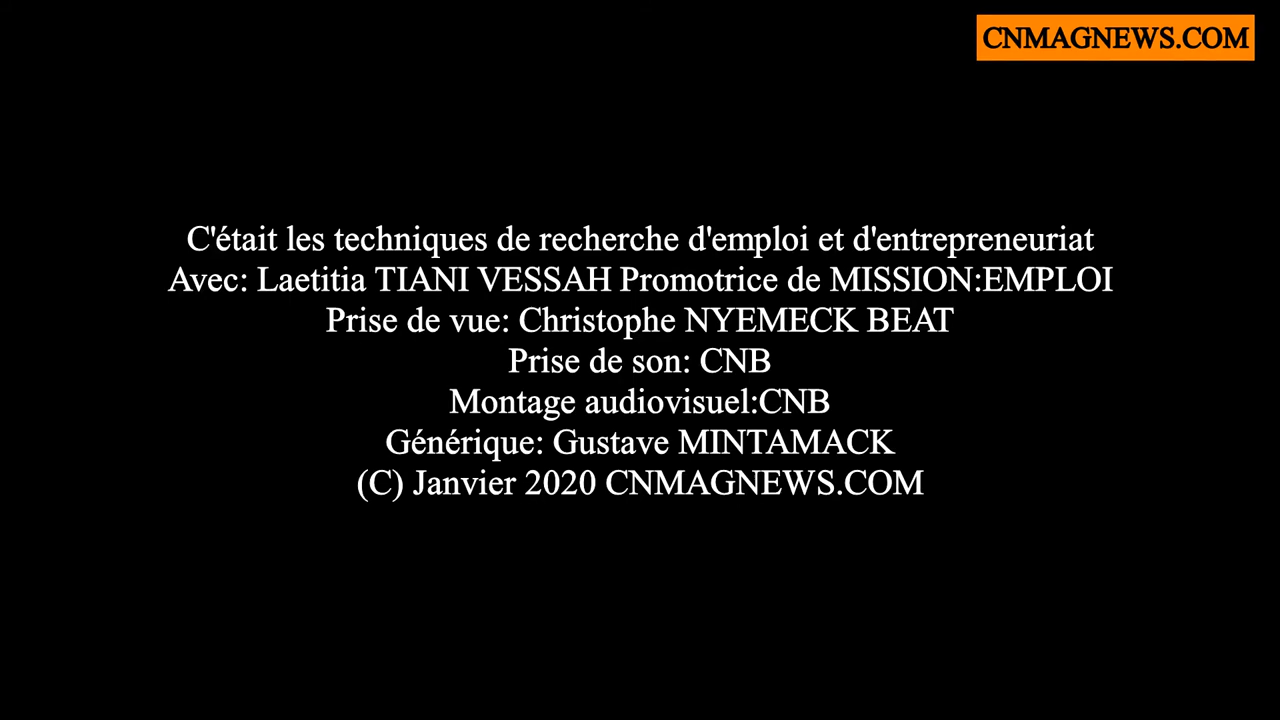 CNMAGNEWS.COM
C'était les techniques de recherche d'emploi et d'entrepreneuriat
Avec: Laetitia TIANI VESSAH Promotrice de MISSION:EMPLOI
Prise de vue: Christophe NYEMECK BEAT
Prise de son: CNB
Montage audiovisuel:CNB
Générique: Gustave MINTAMACK
(C) Janvier 2020 CNMAGNEWS.COM